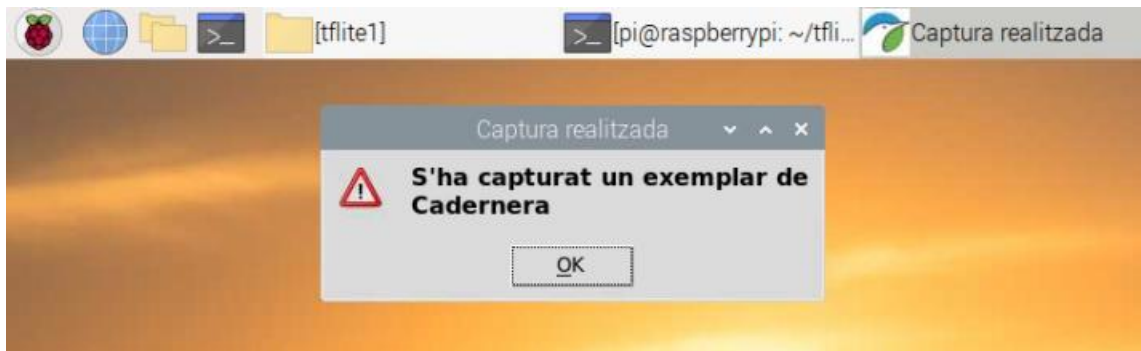 [tflite1]
[pi@raspberrypi: ~/tfli...
Captura realitzada
Captura realitzada
S'ha capturat un exemplar de
Cadernera
OK